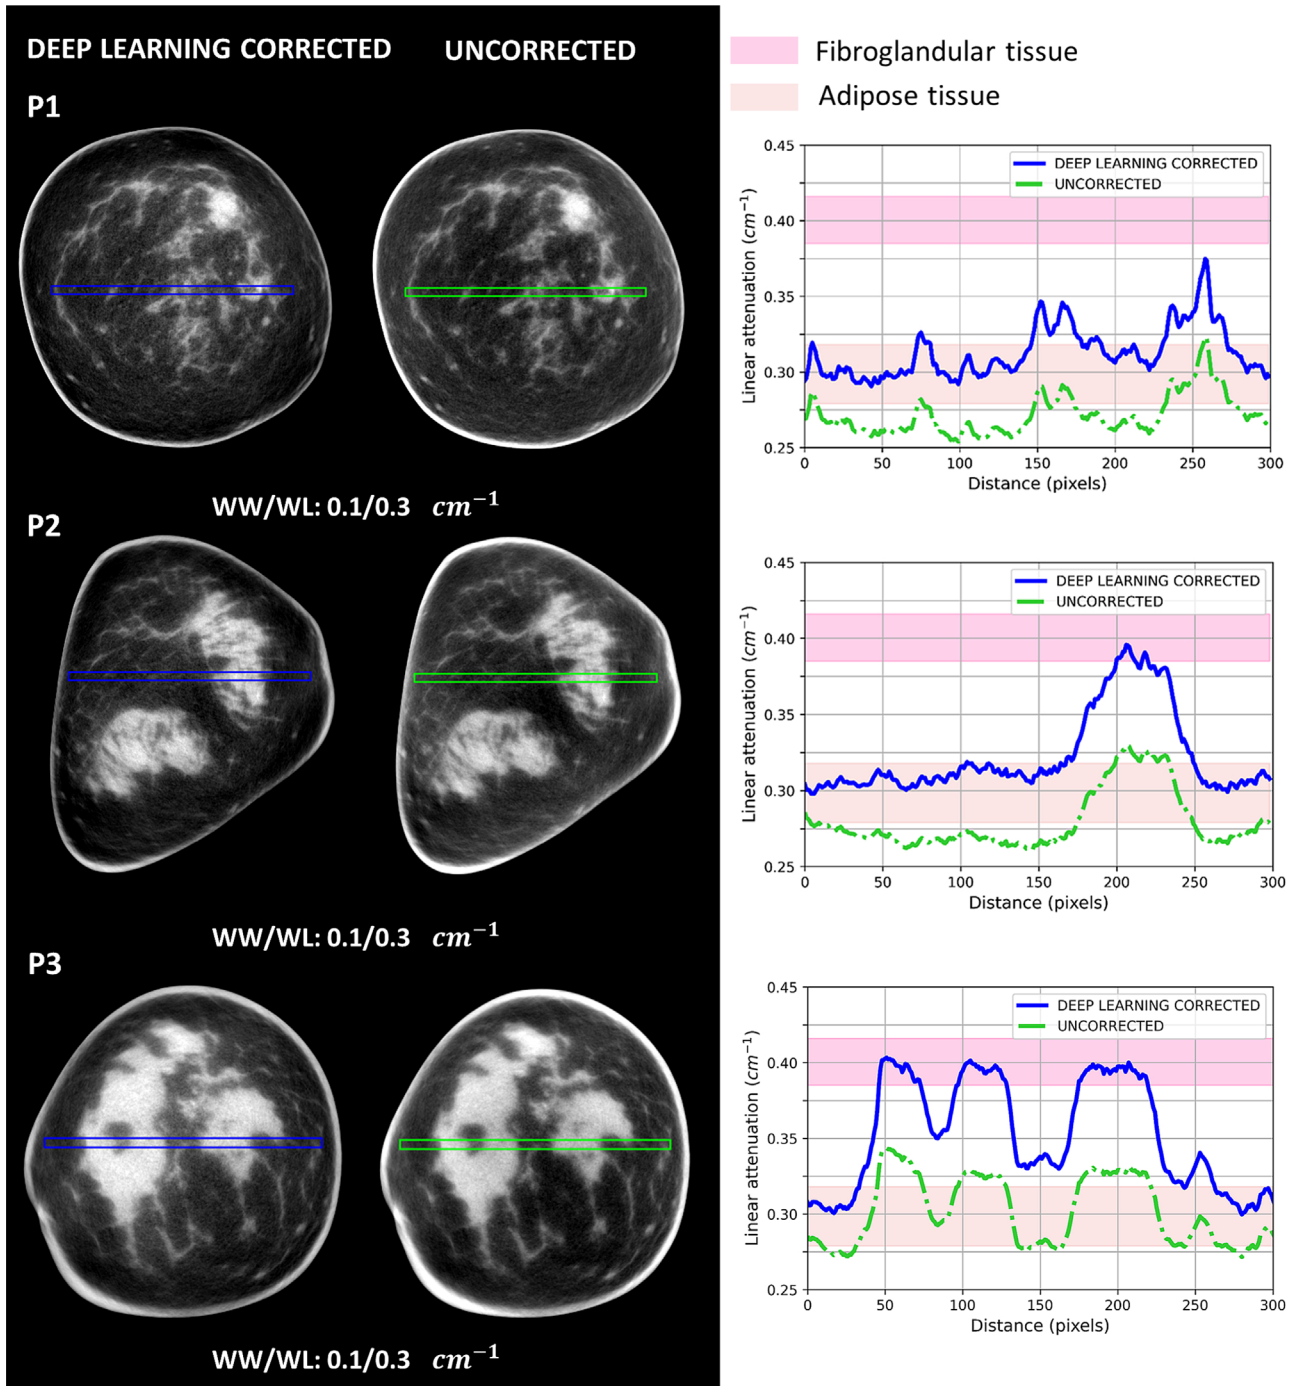 DEEP LEARNING CORRECTED
UNCORRECTED
Fibroglandular tissue
Adipose tissue
P1
WW/WL: 0.1/0.3 cm⁻¹
0.45
0.40
0.35
0.30
0.25
Linear attenuation (cm⁻¹)
DEEP LEARNING CORRECTED
UNCORRECTED
0 50 100 150 200 250 300
Distance (pixels)
P2
WW/WL: 0.1/0.3 cm⁻¹
0.45
0.40
0.35
0.30
0.25
Linear attenuation (cm⁻¹)
DEEP LEARNING CORRECTED
UNCORRECTED
0 50 100 150 200 250 300
Distance (pixels)
P3
WW/WL: 0.1/0.3 cm⁻¹
0.45
0.40
0.35
0.30
0.25
Linear attenuation (cm⁻¹)
DEEP LEARNING CORRECTED
UNCORRECTED
0 50 100 150 200 250 300
Distance (pixels)